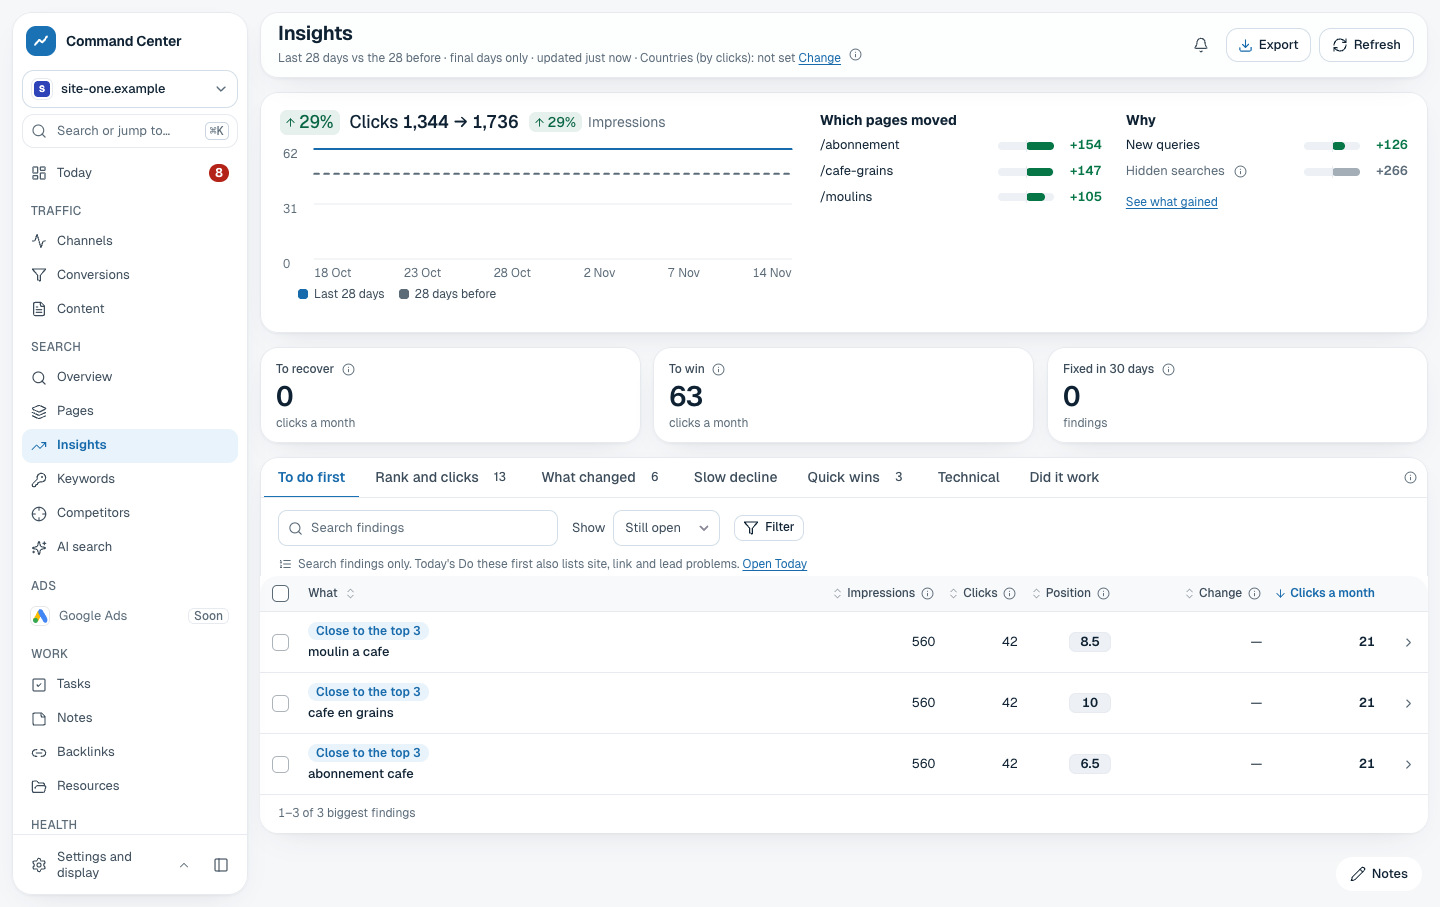 Command Center
S site-one.example
Search or jump to... ⌘K
Today 8
TRAFFIC
Channels
Conversions
Content
SEARCH
Overview
Pages
Insights
Keywords
Competitors
AI search
ADS
Google Ads Soon
WORK
Tasks
Notes
Backlinks
Resources
HEALTH
Settings and
display
Insights
Last 28 days vs the 28 before · final days only · updated just now · Countries (by clicks): not set Change
Export
Refresh
↑ 29% Clicks 1,344 → 1,736 ↑ 29% Impressions
62
31
0
18 Oct 23 Oct 28 Oct 2 Nov 7 Nov 14 Nov
Last 28 days 28 days before
Which pages moved
/abonnement +154
/cafe-grains +147
/moulins +105
Why
New queries +126
Hidden searches +266
See what gained
To recover
0
clicks a month
To win
63
clicks a month
Fixed in 30 days
0
findings
To do first Rank and clicks 13 What changed 6 Slow decline Quick wins 3 Technical Did it work
Search findings Show Still open Filter
Search findings only. Today's Do these first also lists site, link and lead problems. Open Today
What Impressions Clicks Position Change ↓ Clicks a month
Close to the top 3
moulin a cafe 560 42 8.5 — 21
Close to the top 3
cafe en grains 560 42 10 — 21
Close to the top 3
abonnement cafe 560 42 6.5 — 21
1–3 of 3 biggest findings
Notes